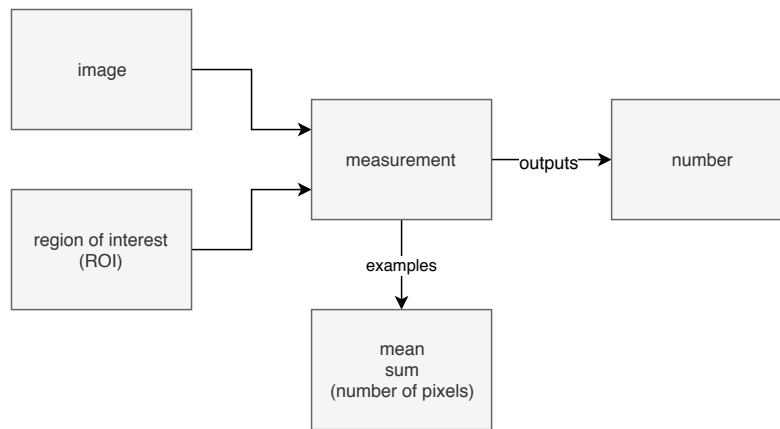 image
measurement
outputs
number
region of interest
(ROI)
examples
mean
sum
(number of pixels)